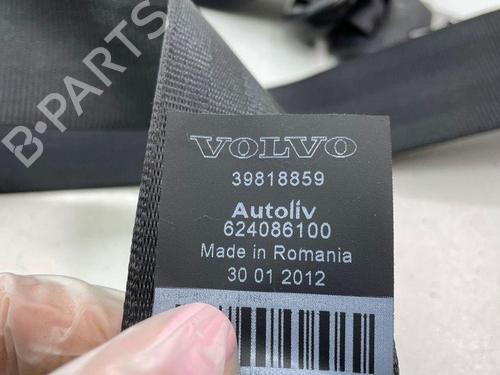 B-PARTS
VOLVO
39818859
Autoliv
624086100
Made in Romania
30 01 2012